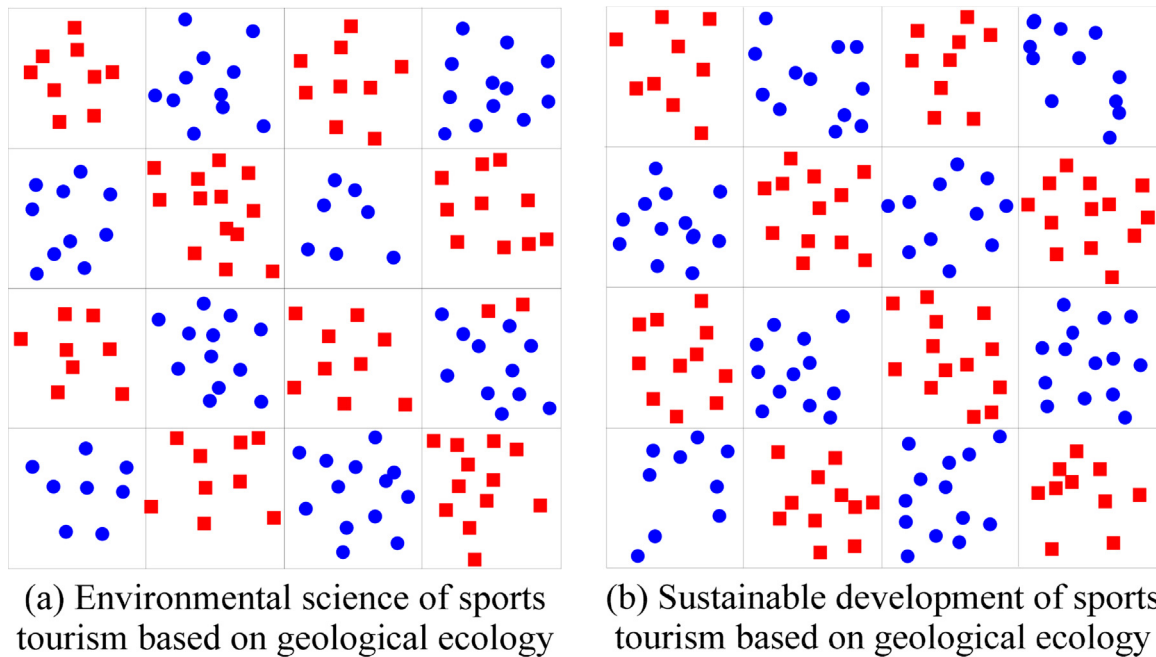 (a) Environmental science of sports
tourism based on geological ecology
(b) Sustainable development of sports
tourism based on geological ecology